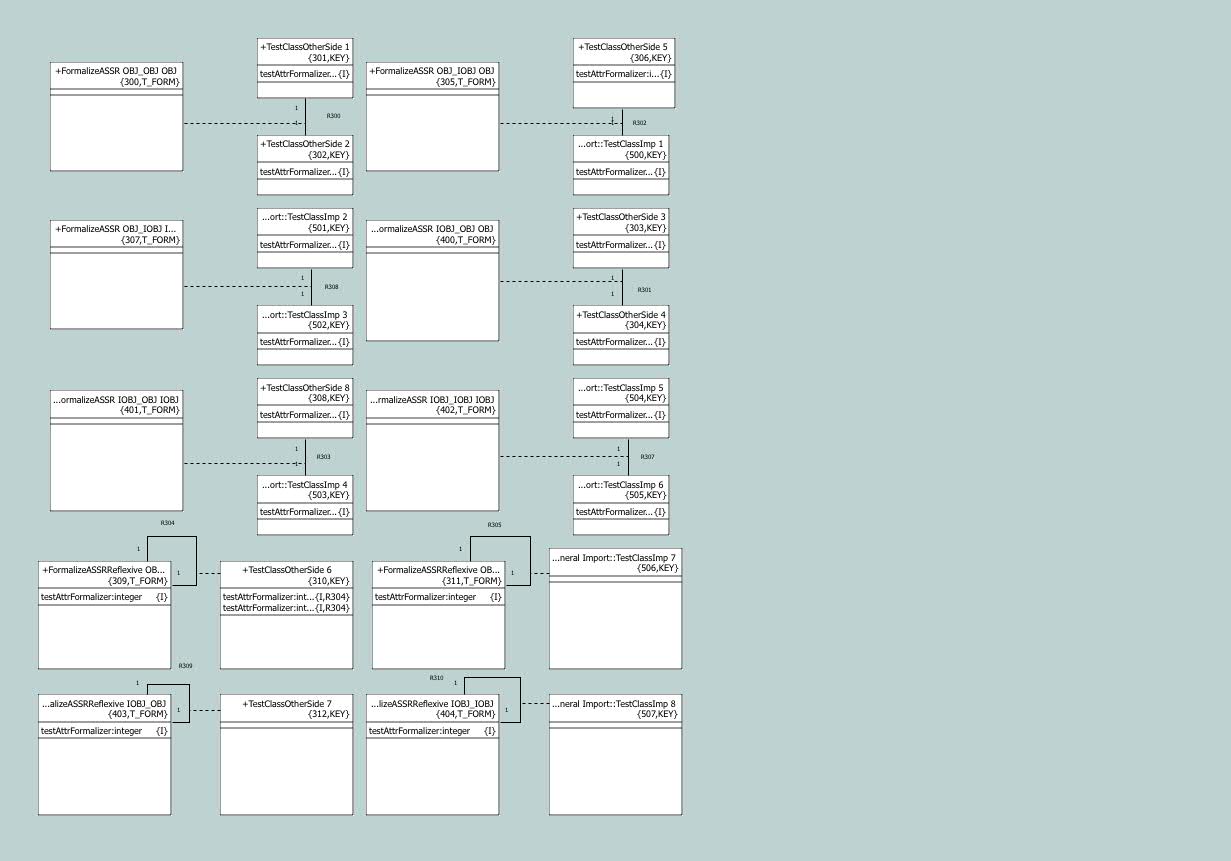 +TestClassOtherSide 1
{301,KEY}
testAttrFormalizer... {I}
+TestClassOtherSide 5
{306,KEY}
testAttrFormalizer:i... {I}
+FormalizeASSR OBJ_OBJ OBJ
{300,T_FORM}
+FormalizeASSR OBJ_IOBJ OBJ
{305,T_FORM}
1
R300
1
1
R302
+TestClassOtherSide 2
{302,KEY}
testAttrFormalizer... {I}
...ort::TestClassImp 1
{500,KEY}
testAttrFormalizer... {I}
+FormalizeASSR OBJ_IOBJ I...
{307,T_FORM}
...ort::TestClassImp 2
{501,KEY}
testAttrFormalizer... {I}
...ormalizeASSR IOBJ_OBJ OBJ
{400,T_FORM}
+TestClassOtherSide 3
{303,KEY}
testAttrFormalizer... {I}
1
R308
1
1
R301
1
...ort::TestClassImp 3
{502,KEY}
testAttrFormalizer... {I}
+TestClassOtherSide 4
{304,KEY}
testAttrFormalizer... {I}
...ormalizeASSR IOBJ_OBJ IOBJ
{401,T_FORM}
+TestClassOtherSide 8
{308,KEY}
testAttrFormalizer... {I}
...rmalizeASSR IOBJ_IOBJ IOBJ
{402,T_FORM}
...ort::TestClassImp 5
{504,KEY}
testAttrFormalizer... {I}
1
R303
1
1
R307
1
...ort::TestClassImp 4
{503,KEY}
testAttrFormalizer... {I}
...ort::TestClassImp 6
{505,KEY}
testAttrFormalizer... {I}
R304
1
1
R305
1
1
+FormalizeASSRReflexive OB...
{309,T_FORM}
testAttrFormalizer:integer {I}
+TestClassOtherSide 6
{310,KEY}
testAttrFormalizer:int... {I,R304}
testAttrFormalizer:int... {I,R304}
+FormalizeASSRReflexive OB...
{311,T_FORM}
testAttrFormalizer:integer {I}
...neral Import::TestClassImp 7
{506,KEY}
R309
1
1
R310
1
1
...alizeASSRReflexive IOBJ_OBJ
{403,T_FORM}
testAttrFormalizer:integer {I}
+TestClassOtherSide 7
{312,KEY}
...lizeASSRReflexive IOBJ_IOBJ
{404,T_FORM}
testAttrFormalizer:integer {I}
...neral Import::TestClassImp 8
{507,KEY}